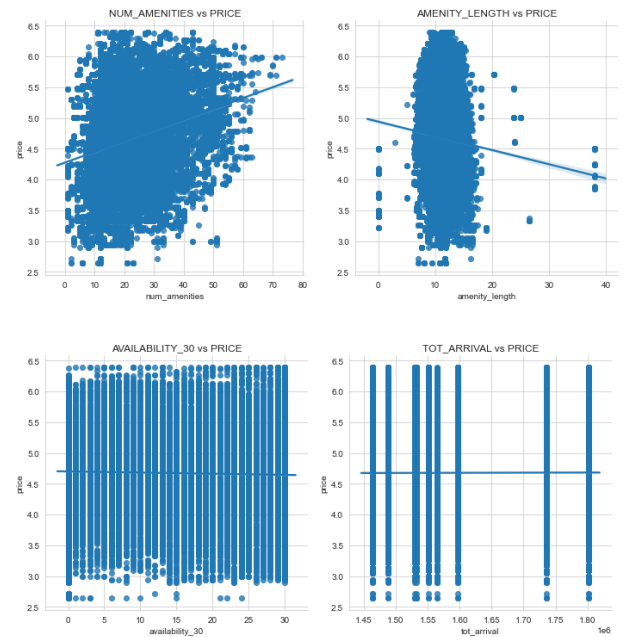 NUM_AMENITIES vs PRICE
6.5
6.0
5.5
5.0
4.5
4.0
3.5
3.0
2.5
price
0 10 20 30 40 50 60 70 80
num_amenities
AMENITY_LENGTH vs PRICE
6.5
6.0
5.5
5.0
4.5
4.0
3.5
3.0
2.5
price
0 10 20 30 40
amenity_length
AVAILABILITY_30 vs PRICE
6.5
6.0
5.5
5.0
4.5
4.0
3.5
3.0
2.5
price
0 5 10 15 20 25 30
availability_30
TOT_ARRIVAL vs PRICE
6.5
6.0
5.5
5.0
4.5
4.0
3.5
3.0
2.5
price
1.45 1.50 1.55 1.60 1.65 1.70 1.75 1.80
1e6
tot_arrival